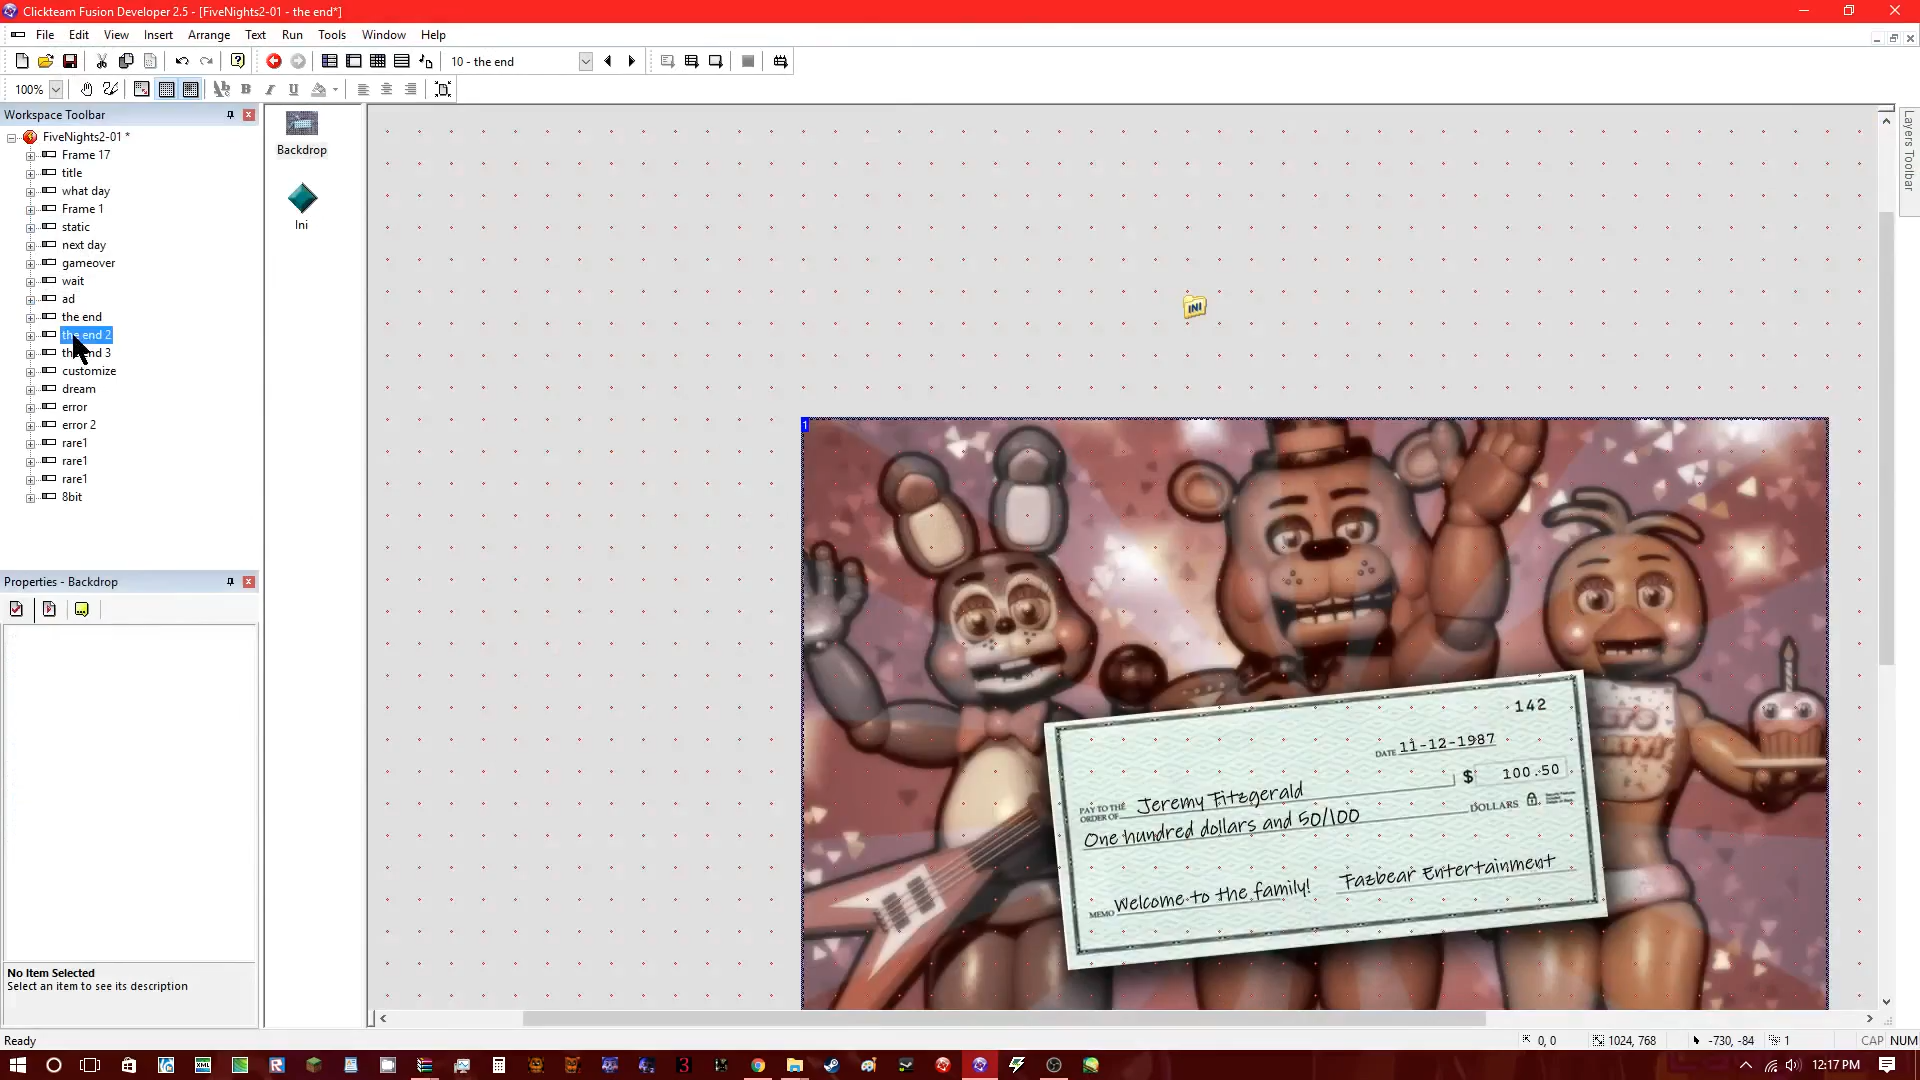 Clickteam Fusion Developer 2.5 - [FiveNights2-01 - the end*]
File Edit View Insert Arrange Text Run Tools Window Help
10 - the end
100%
Workspace Toolbar
FiveNights2-01 *
Frame 17
title
what day
Frame 1
static
next day
gameover
wait
ad
the end
the end 2
the end 3
customize
dream
error
error 2
rare1
rare1
rare1
8bit
Backdrop
Ini
INI
Layers Toolbar
1
142
DATE 11-12-1987
PAY TO THE
ORDER OF Jeremy Fitzgerald $ 100.50
One hundred dollars and 50/100 DOLLARS
MEMO Welcome to the family! Fazbear Entertainment
Properties - Backdrop
No Item Selected
Select an item to see its description
Ready
0, 0
1024, 768
-730, -84
1
CAP NUM
12:17 PM